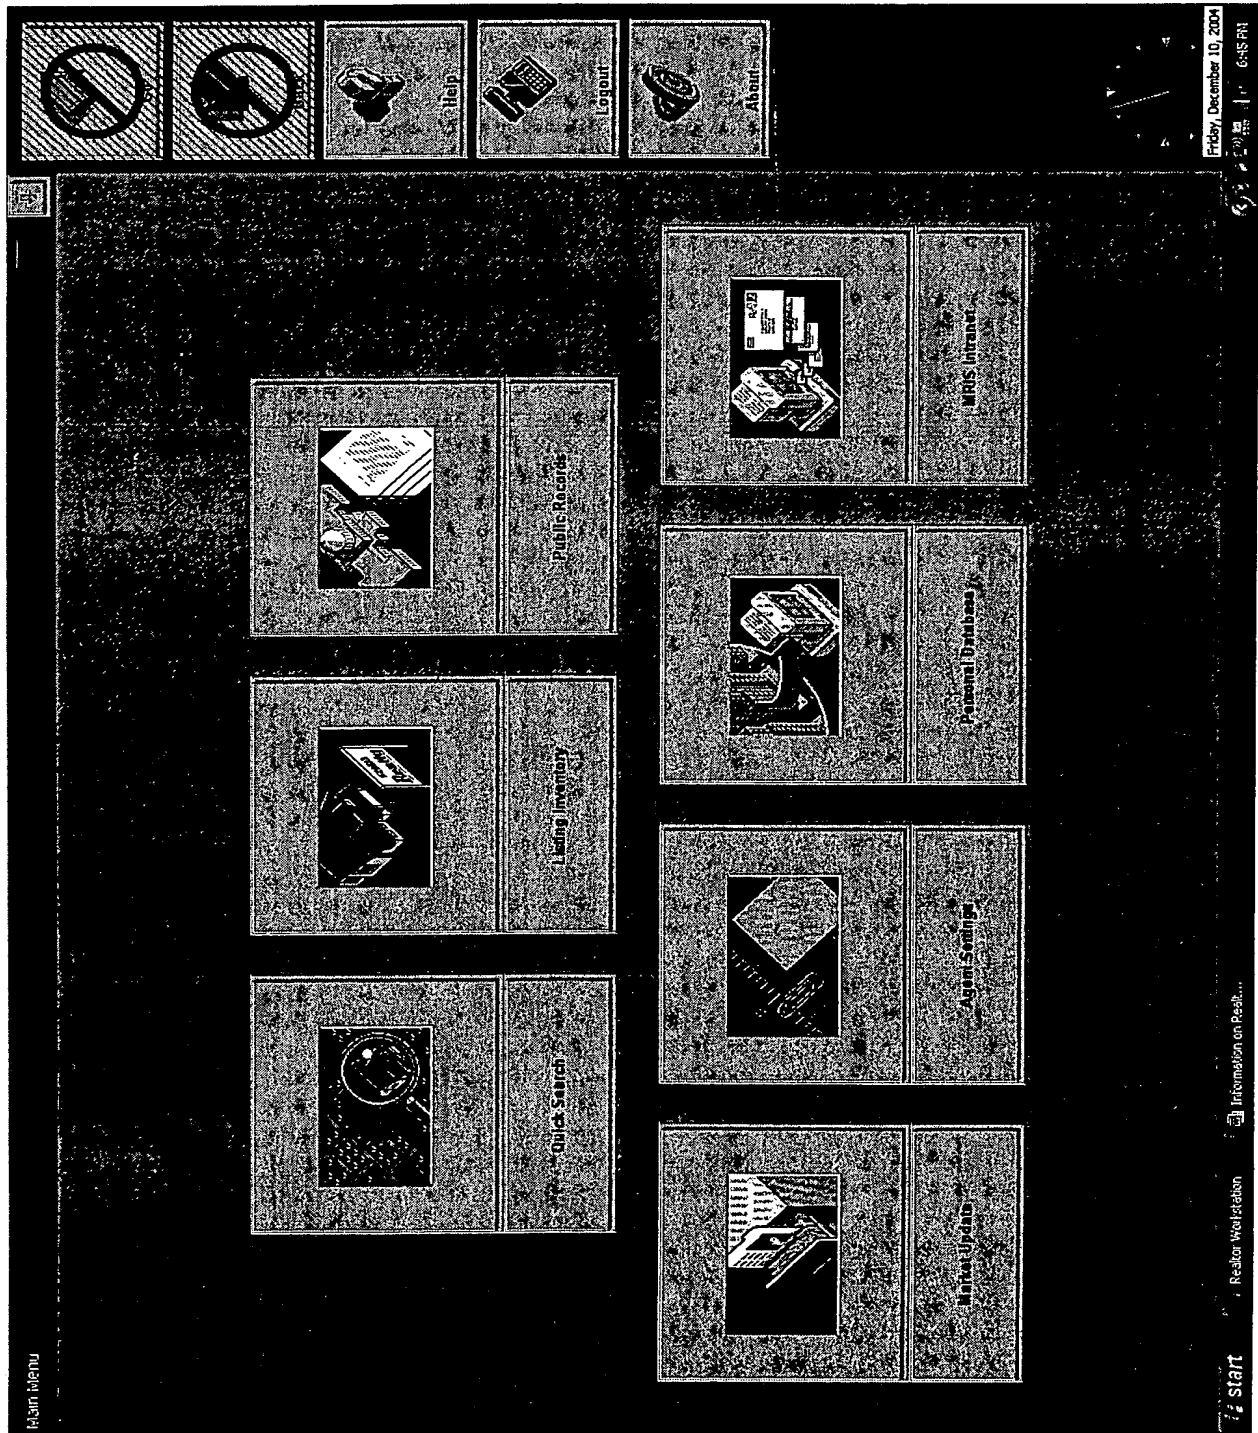 Main Menu
Quick Search
Listing Inventory
Public Records
Market Update
Agent Settings
Personal Databases
MRIS Intranet
Help
Logout
About
Friday, December 10, 2004
start
Realtor Workstation
Information on Realt...
6:45 PM